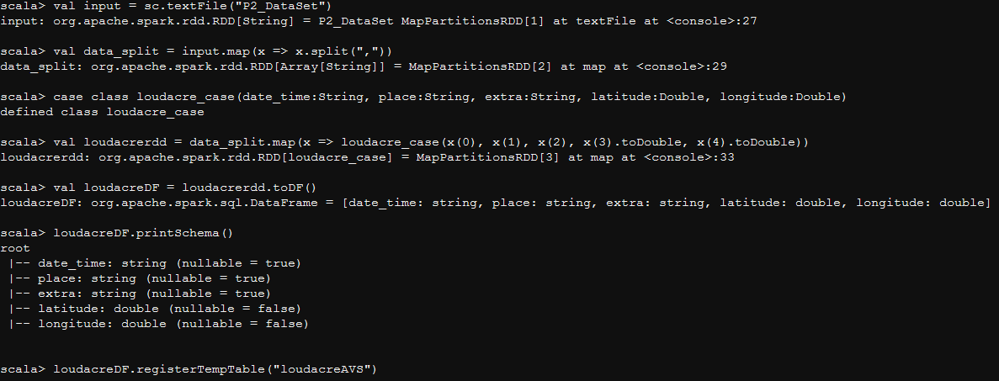 scala> val input = sc.textFile("P2_DataSet")
input: org.apache.spark.rdd.RDD[String] = P2_DataSet MapPartitionsRDD[1] at textFile at <console>:27
scala> val data_split = input.map(x => x.split(","))
data_split: org.apache.spark.rdd.RDD[Array[String]] = MapPartitionsRDD[2] at map at <console>:29
scala> case class loudacre_case(date_time:String, place:String, extra:String, latitude:Double, longitude:Double)
defined class loudacre_case
scala> val loudacrerdd = data_split.map(x => loudacre_case(x(0), x(1), x(2), x(3).toDouble, x(4).toDouble))
loudacrerdd: org.apache.spark.rdd.RDD[loudacre_case] = MapPartitionsRDD[3] at map at <console>:33
scala> val loudacreDF = loudacrerdd.toDF()
loudacreDF: org.apache.spark.sql.DataFrame = [date_time: string, place: string, extra: string, latitude: double, longitude: double]
scala> loudacreDF.printSchema()
root
 |-- date_time: string (nullable = true)
 |-- place: string (nullable = true)
 |-- extra: string (nullable = true)
 |-- latitude: double (nullable = false)
 |-- longitude: double (nullable = false)
scala> loudacreDF.registerTempTable("loudacreAVS")